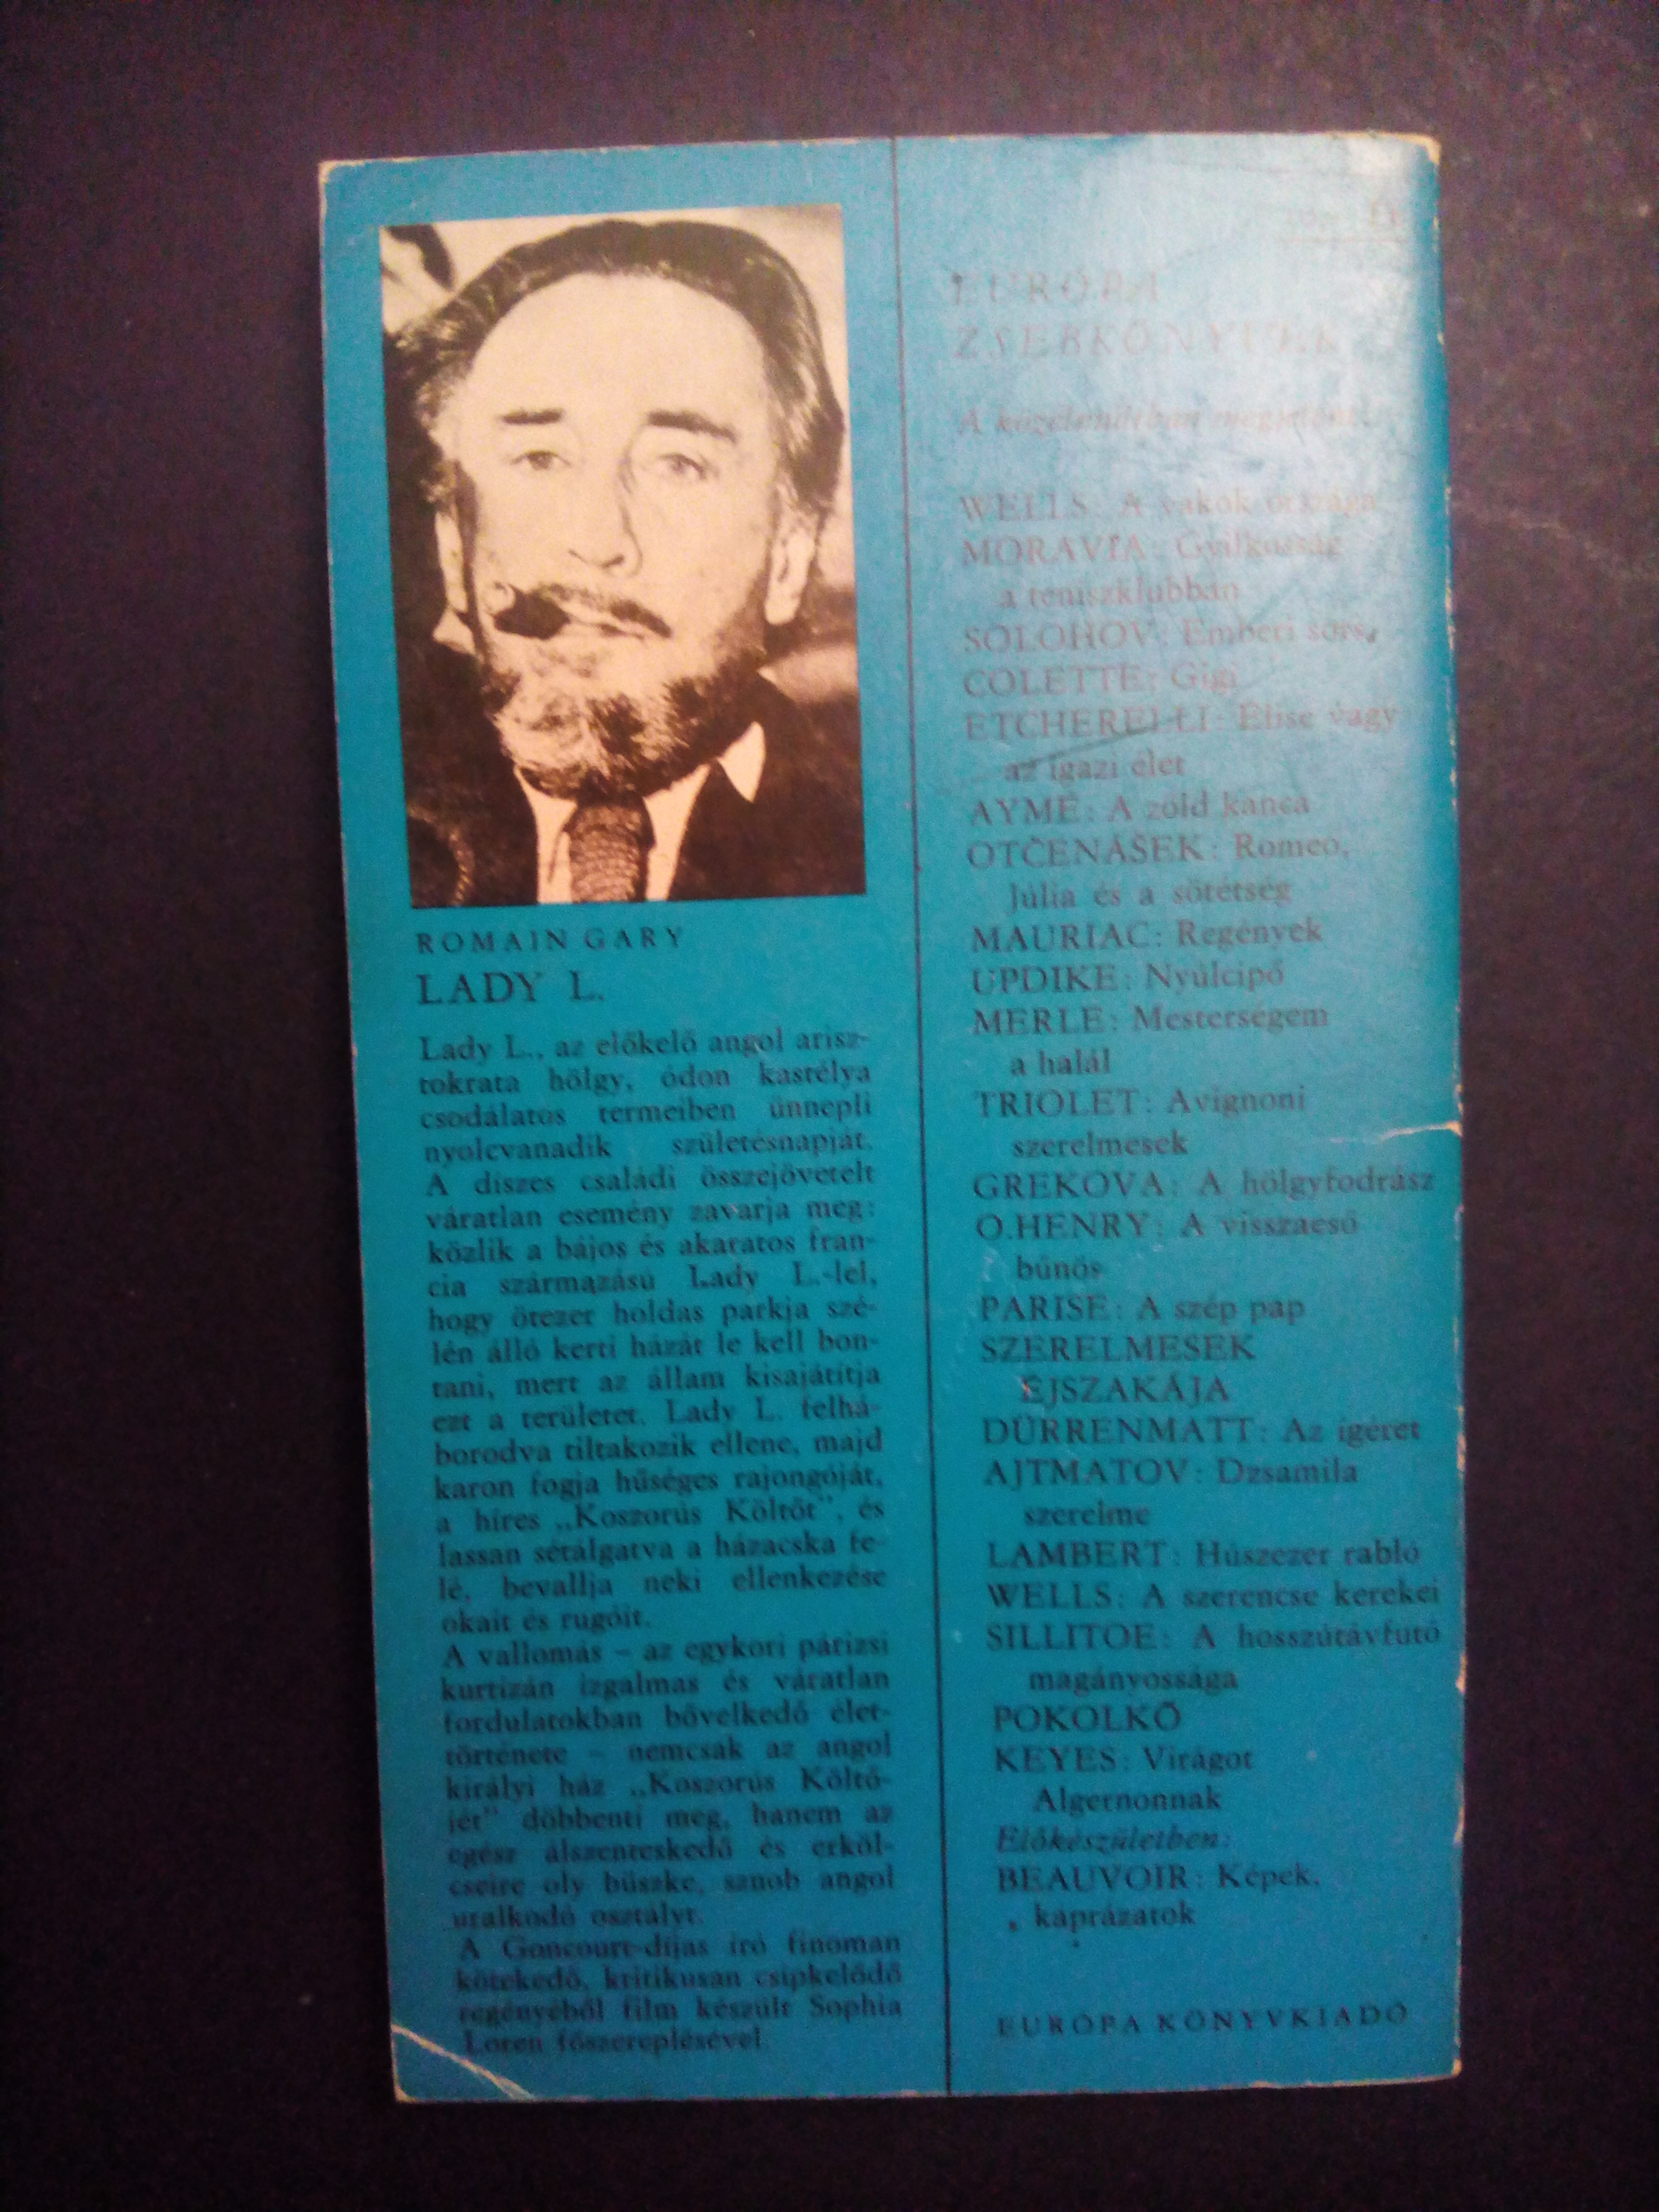 ROMAIN GARY
LADY L.
Lady L., az előkelő angol arisz-
tokrata hölgy, ódon kastélya
csodálatos termeiben ünnepli
nyolcvanadik születésnapját.
A díszes családi összejövetelt
váratlan esemény zavarja meg:
közlik a bájos és akaratos fran-
cia származású Lady L.-lel,
hogy ötezer holdas parkja szé-
lén álló kerti házát le kell bon-
tani, mert az állam kisajátítja
ezt a területet. Lady L. felhá-
borodva tiltakozik ellene, majd
karon fogja hűséges rajongóját,
a híres „Koszorús Költőt”, és
lassan sétálgatva a házacska fe-
lé, bevallja neki ellenkezése
okait és rugóit.
A vallomás – az egykori párizsi
kurtizán izgalmas és váratlan
fordulatokban bővelkedő élet-
története – nemcsak az angol
királyi ház „Koszorús Költő-
jét” döbbenti meg, hanem az
egész álszenteskedő és erköl-
cseire oly büszke, sznob angol
uralkodó osztályt.
A Goncourt-díjas író finoman
kötekedő, kritikusan csipkelődő
regényéből film készült Sophia
Loren főszereplésével
EURÓPA
ZSEBKÖNYVEK
A közelmúltban megjelent:
WELLS: A vakok országa
MORAVIA: Gyilkosság
a teniszklubban
SOLOHOV: Emberi sors
COLETTE: Gigi
ETCHERELLI: Élise vagy
az igazi élet
AYMÉ: A zöld kanca
OTČENÁŠEK: Romeo,
Júlia és a sötétség
MAURIAC: Regények
UPDIKE: Nyúlcipő
MERLE: Mesterségem
a halál
TRIOLET: Avignoni
szerelmesek
GREKOVA: A hölgyfodrász
O.HENRY: A visszaeső
bűnös
PARISE: A szép pap
SZERELMESEK
ÉJSZAKÁJA
DÜRRENMATT: Az ígéret
AJTMATOV: Dzsamila
szerelme
LAMBERT: Húszezer rabló
WELLS: A szerencse kerekei
SILLITOE: A hosszútávfutó
magányossága
POKOLKŐ
KEYES: Virágot
Algernonnak
Előkészületben:
BEAUVOIR: Képek,
káprázatok
EURÓPA KÖNYVKIADÓ